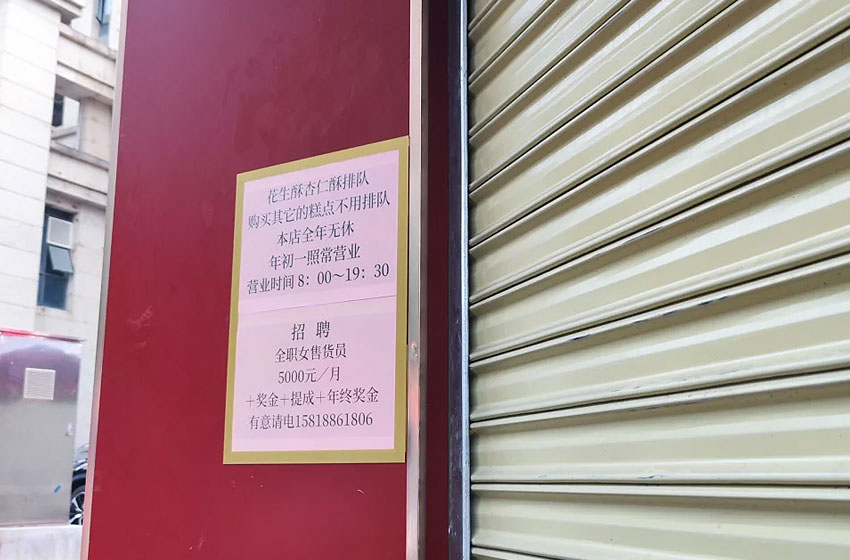 花生酥杏仁酥排队
购买其它的糕点不用排队
本店全年无休
年初一照常营业
营业时间 8：00～19：30
招 聘
全职女售货员
5000元／月
＋奖金＋提成＋年终奖金
有意请电15818861806